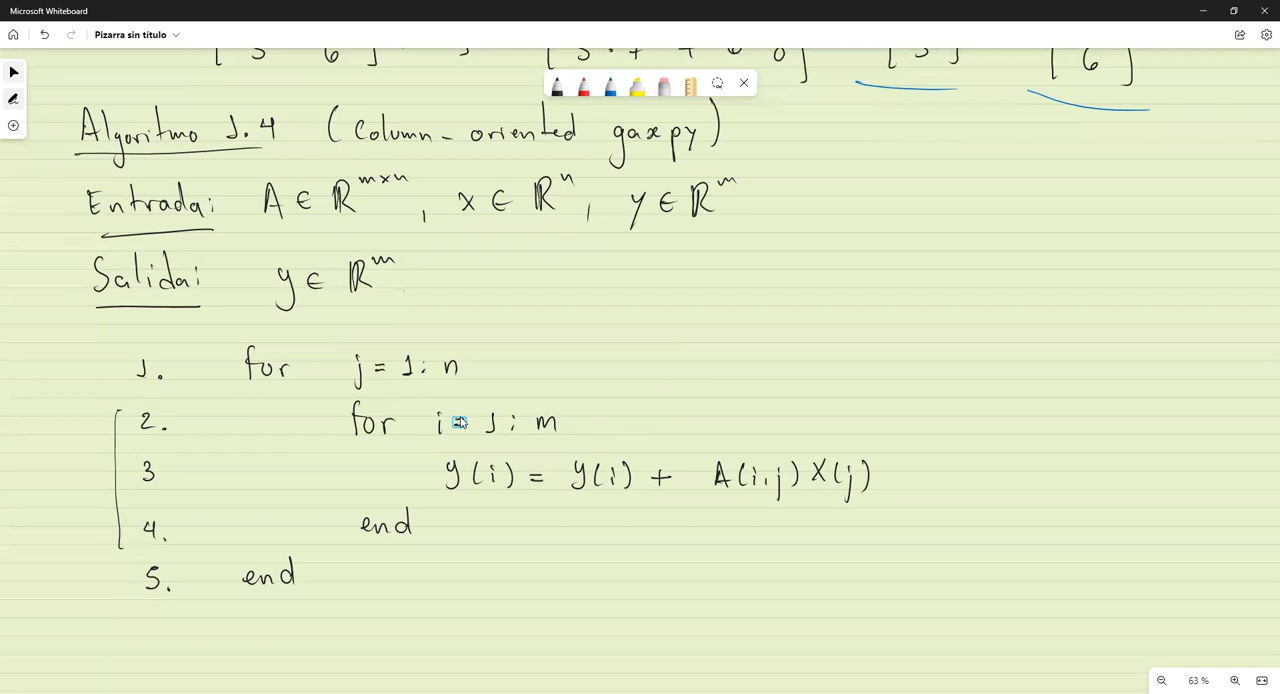 Microsoft Whiteboard
Pizarra sin título
Algoritmo 1.4 (Column-oriented gaxpy)
Entrada: A ∈ ℝ^{m×n}, x ∈ ℝ^n, y ∈ ℝ^m
Salida: y ∈ ℝ^m
1. for j = 1:n
2. for i = 1:m
3 y(i) = y(i) + A(i,j) X(j)
4. end
5. end
63 %